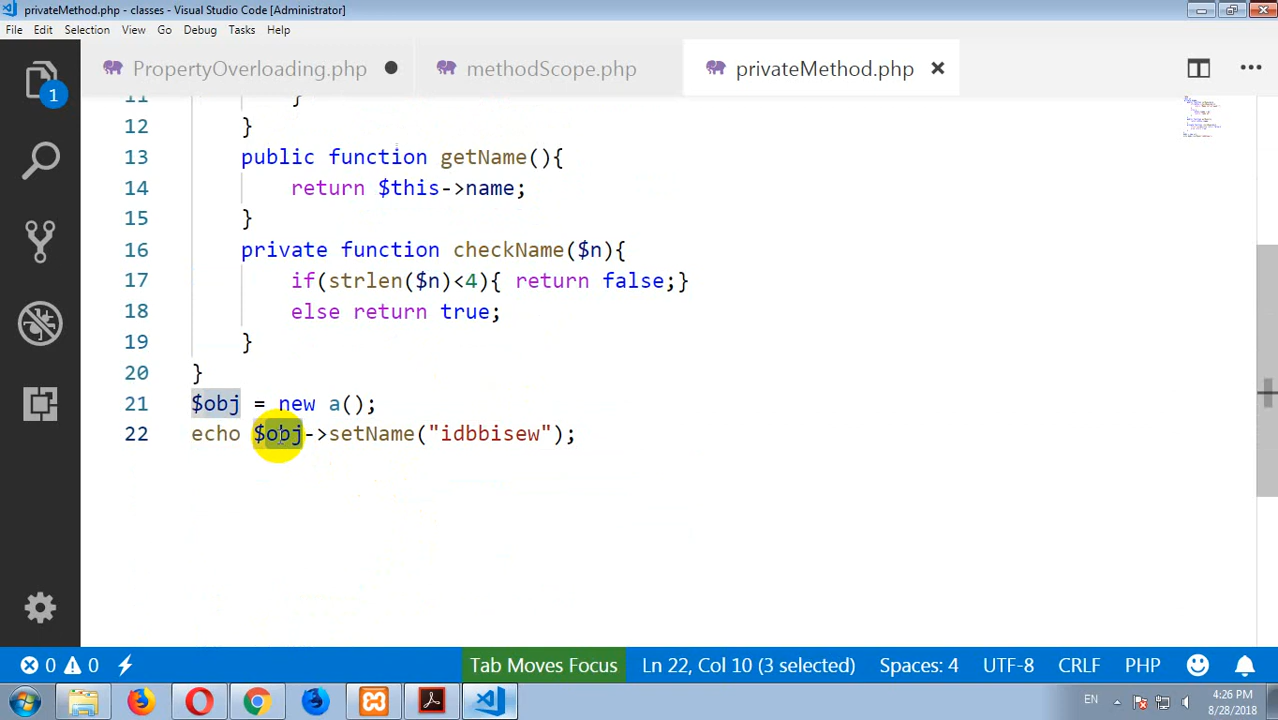 privateMethod.php - classes - Visual Studio Code [Administrator]
File Edit Selection View Go Debug Tasks Help
PropertyOverloading.php methodScope.php privateMethod.php
1
11 }
12 }
13 public function getName(){
14 return $this->name;
15 }
16 private function checkName($n){
17 if(strlen($n)<4){ return false;}
18 else return true;
19 }
20 }
21 $obj = new a();
22 echo $obj->setName("idbbisew");
0 0 Tab Moves Focus Ln 22, Col 10 (3 selected) Spaces: 4 UTF-8 CRLF PHP
EN 4:26 PM
8/28/2018